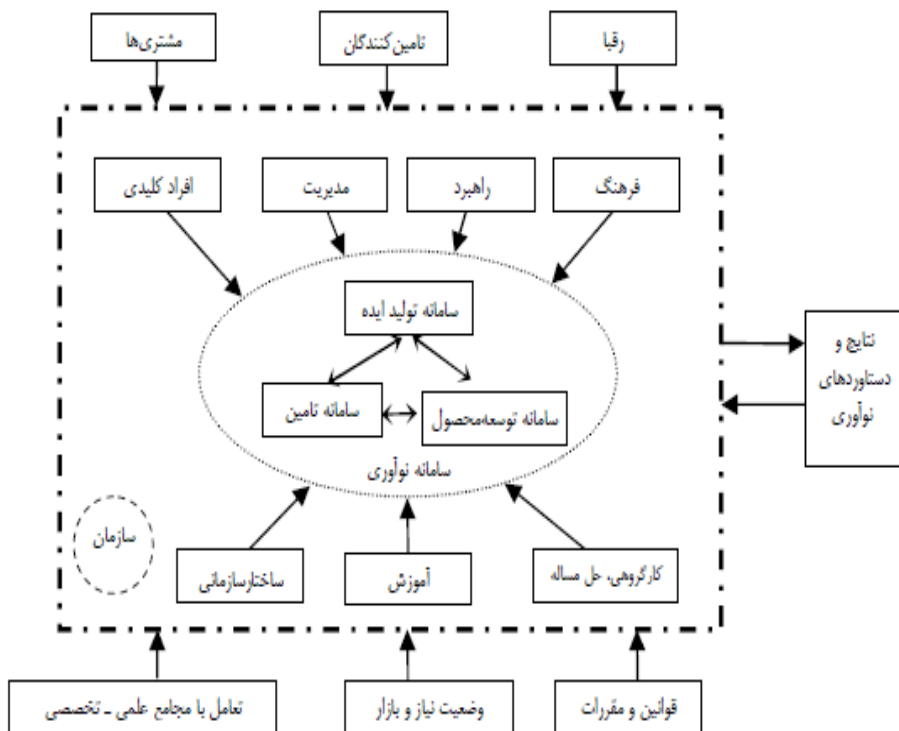 رقبا
تامین‌کنندگان
مشتری‌ها
فرهنگ
راهبرد
مدیریت
افراد کلیدی
سامانه تولید ایده
سامانه توسعه‌محصول
سامانه تامین
سامانه نوآوری
نتایج و
دستاوردهای
نوآوری
سازمان
کارگروهی، حل مساله
آموزش
ساختارسازمانی
قوانین و مقررات
وضعیت نیاز و بازار
تعامل با مجامع علمی ـ تخصصی